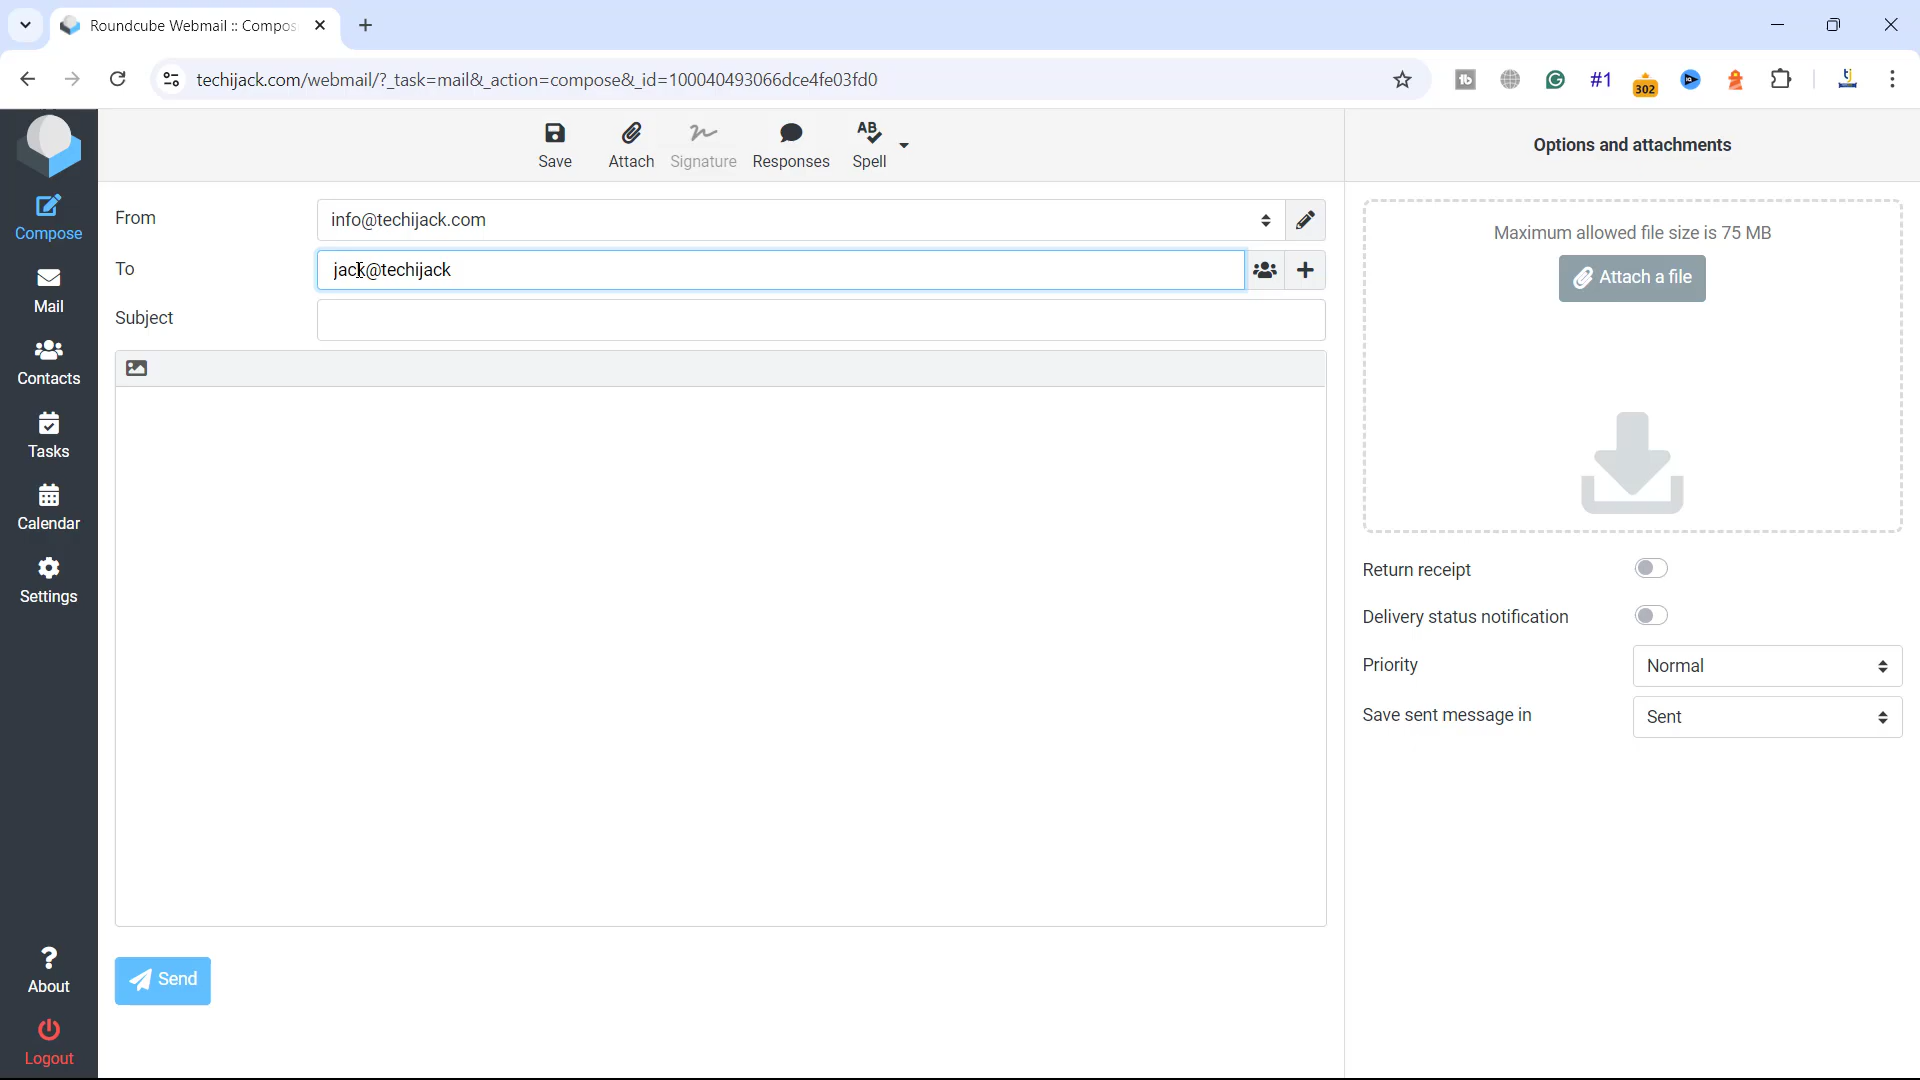 Roundcube Webmail :: Compos
techijack.com/webmail/?_task=mail&_action=compose&_id=100040493066dce4fe03fd0
#1
302
Save
Attach
Signature
Responses
AB
Spell
Options and attachments
Compose
Mail
Contacts
Tasks
Calendar
Settings
About
Logout
From
info@techijack.com
To
jack@techijack
Subject
Send
Maximum allowed file size is 75 MB
Attach a file
Return receipt
Delivery status notification
Priority
Normal
Save sent message in
Sent